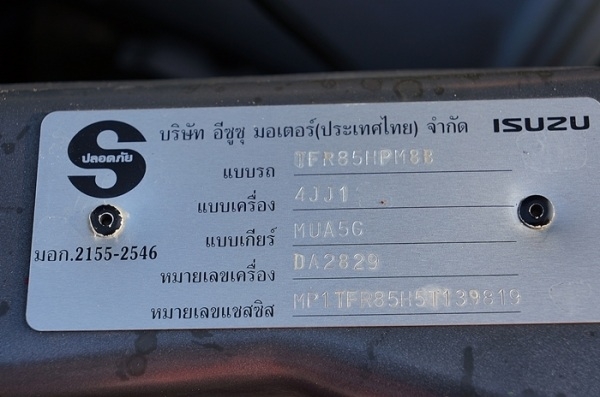 บริษัท อีซูซุ มอเตอร์(ประเทศไทย) จำกัด ISUZU
S ปลอดภัย
แบบรถ TFR85HPM8B
แบบเครื่อง 4JJ1
แบบเกียร์ MUA5G
มอก.2155-2546
หมายเลขเครื่อง DA2829
หมายเลขแชสซิส MP1TFR85H5T139819